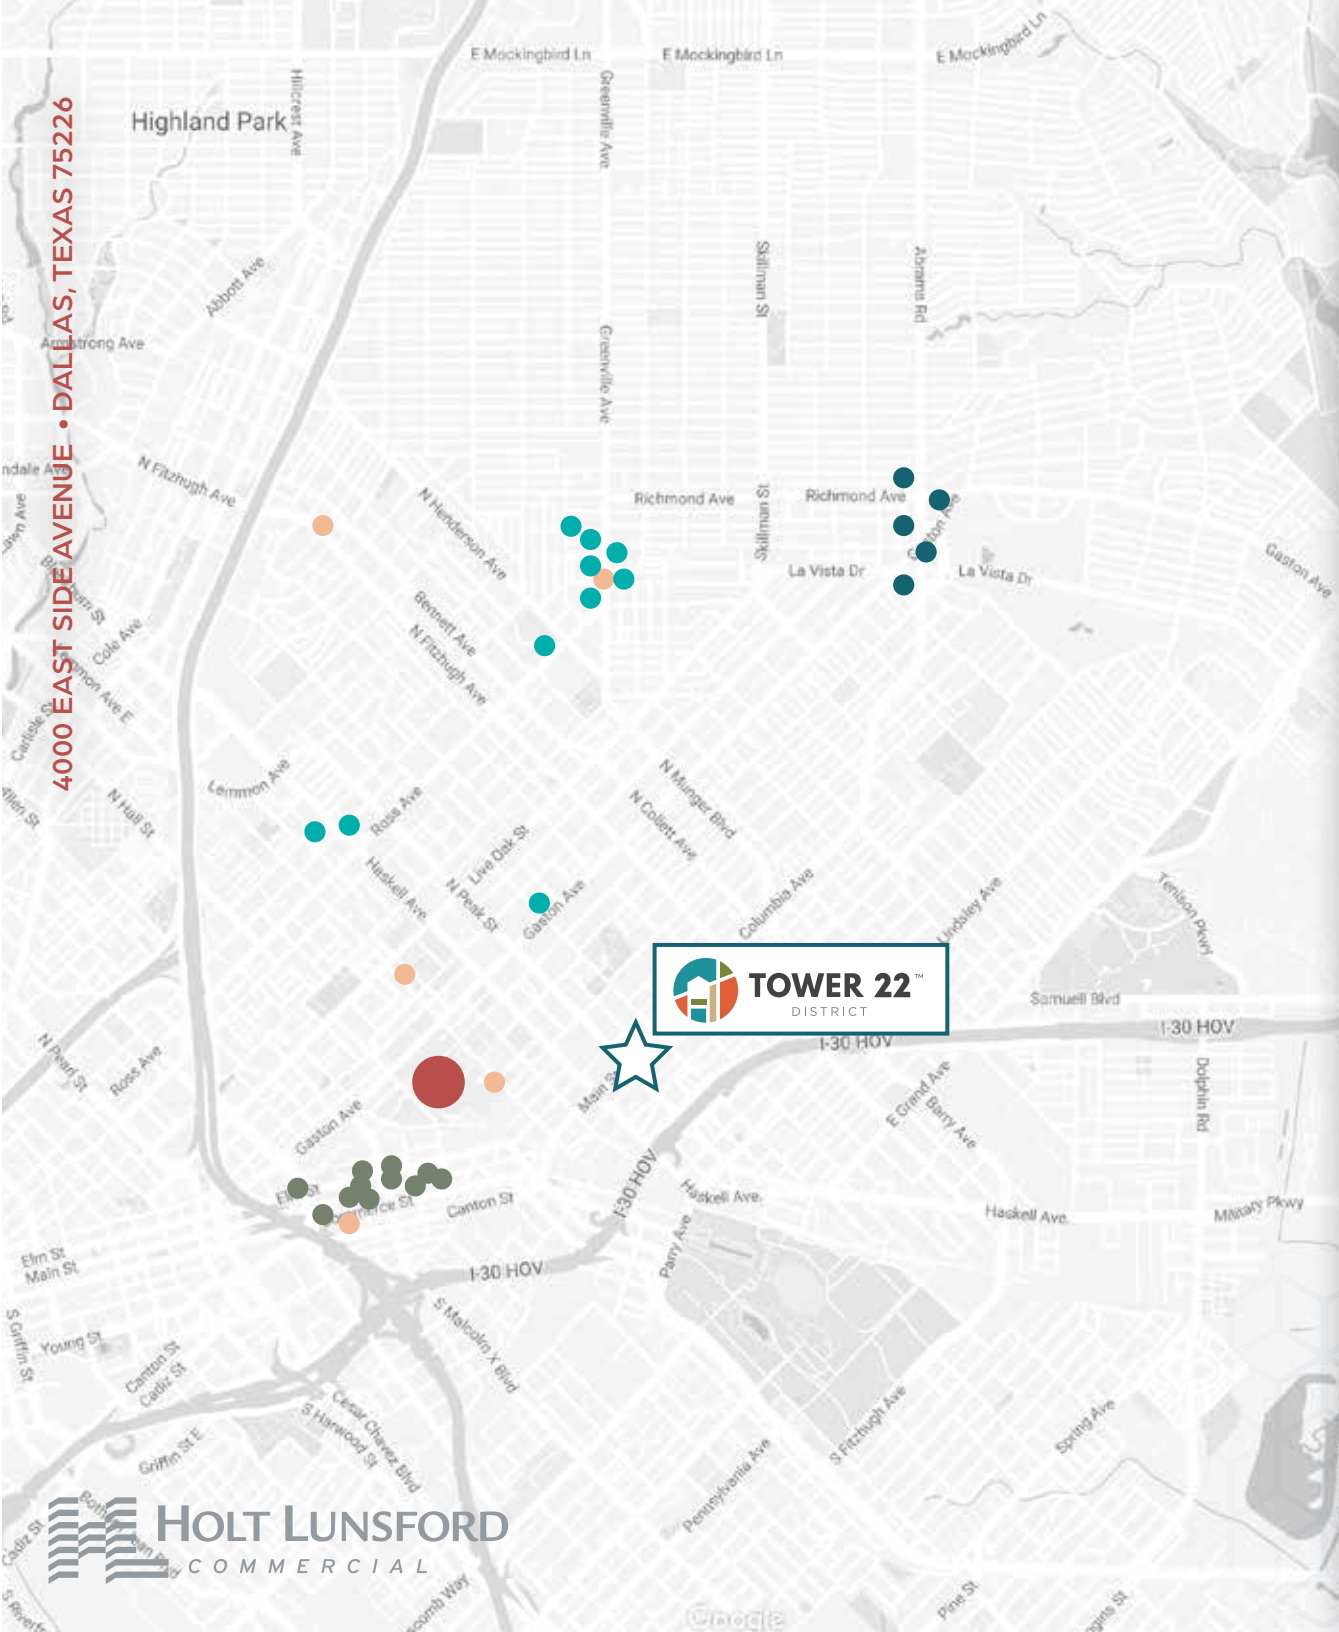 E Mockingbird Ln
E Mockingbird Ln
E Mockingbird Ln
Highland Park
Hillcrest Ave
Greenville Ave
4000 EAST SIDE AVENUE • DALLAS, TEXAS 75226
Abbott Ave
Skillman St
Abrams Rd
Armstrong Ave
Greenville Ave
N Fitzhugh Ave
N Henderson Ave
Richmond Ave
Skillman St
Richmond Ave
La Vista Dr
La Vista Dr
Gaston Ave
Bennett Ave
N Fitzhugh Ave
Cole Ave
Carlisle St
Lemmon Ave
N Hall St
Allen St
Ross Ave
N Munger Blvd
N Collett Ave
Live Oak St
Haskell Ave
N Peak St
Gaston Ave
Columbia Ave
Lindsley Ave
Tenison Pkwy
TOWER 22™
DISTRICT
Samuell Blvd
I-30 HOV
I-30 HOV
N Pearl St
Ross Ave
Main St
E Grand Ave
Barry Ave
Dolphin Rd
Gaston Ave
I-30 HOV
Haskell Ave
Canton St
Haskell Ave
Military Pkwy
Parry Ave
Elm St
Main St
I-30 HOV
S Malcolm X Blvd
S Griffin St
Young St
Canton St
Cadiz St
Cesar Chavez Blvd
S Harwood St
S Fitzhugh Ave
Spring Ave
Griffin St E
Pennsylvania Ave
Cadiz St
HOLT LUNSFORD
COMMERCIAL
Pine St
Google